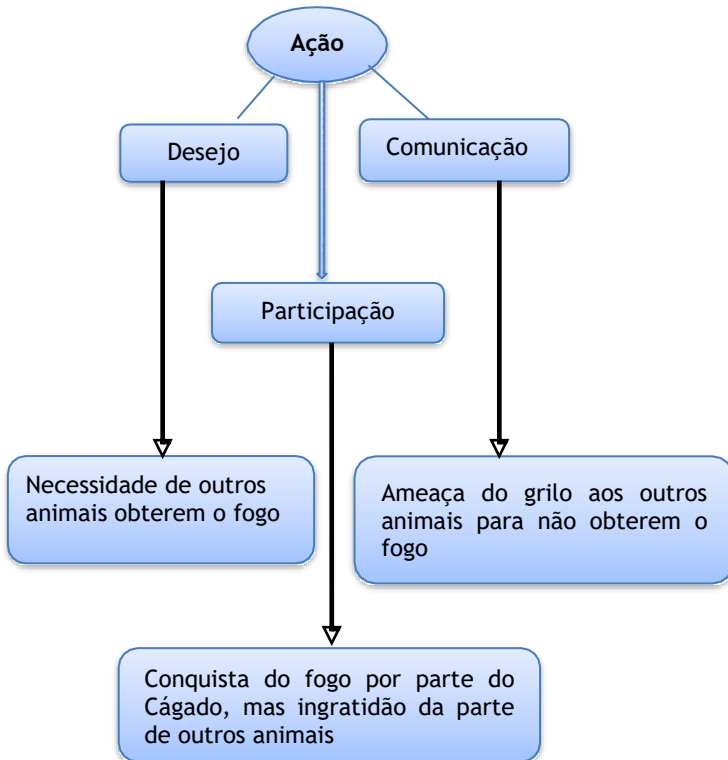 Ação
Desejo
Comunicação
Participação
Necessidade de outros
animais obterem o fogo
Ameaça do grilo aos outros
animais para não obterem o
fogo
Conquista do fogo por parte do
Cágado, mas ingratidão da parte
de outros animais